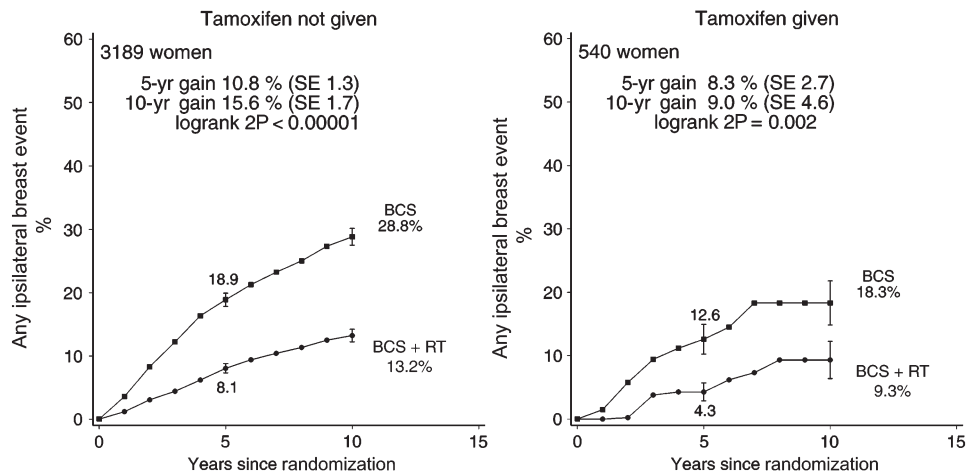 Tamoxifen not given
3189 women
5-yr gain 10.8 % (SE 1.3)
10-yr gain 15.6 % (SE 1.7)
logrank 2P < 0.00001
Any ipsilateral breast event
%
60
50
40
30
20
10
0
BCS
28.8%
18.9
BCS + RT
13.2%
8.1
0 5 10 15
Years since randomization
Tamoxifen given
540 women
5-yr gain 8.3 % (SE 2.7)
10-yr gain 9.0 % (SE 4.6)
logrank 2P = 0.002
Any ipsilateral breast event
%
60
50
40
30
20
10
0
BCS
18.3%
12.6
BCS + RT
9.3%
4.3
0 5 10 15
Years since randomization